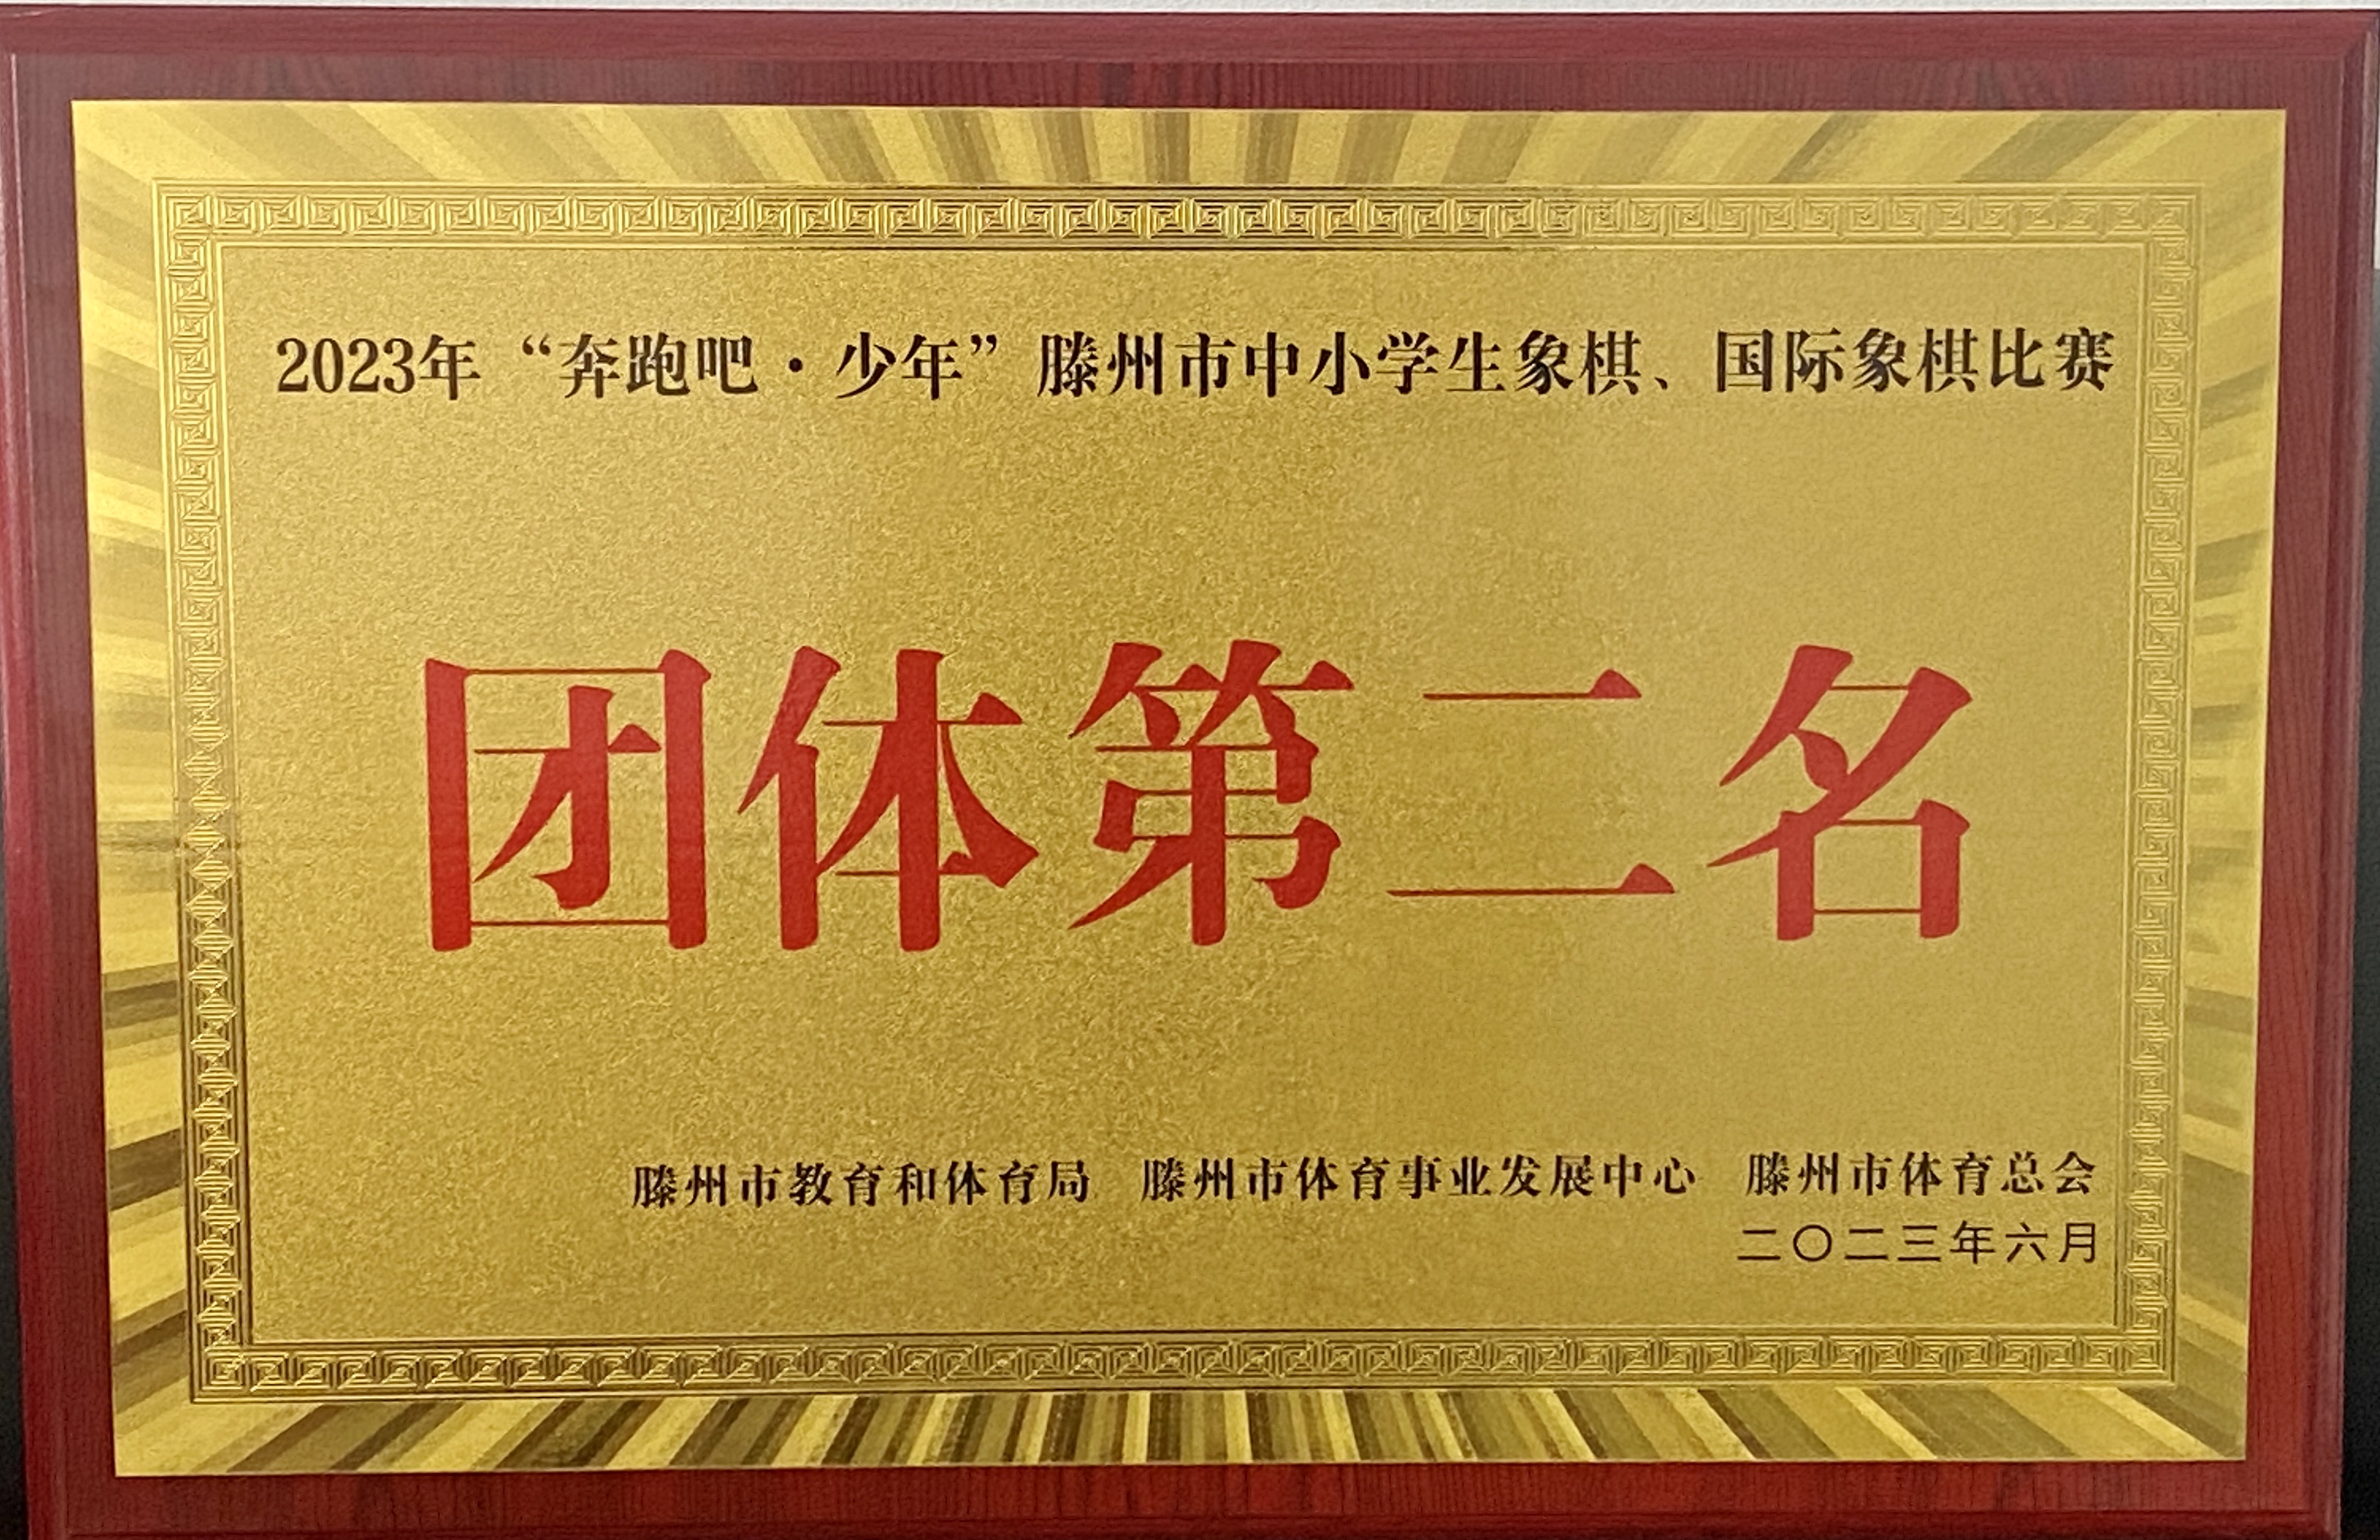 2023年“奔跑吧·少年”滕州市中小学生象棋、国际象棋比赛
团体第二名
滕州市教育和体育局 滕州市体育事业发展中心 滕州市体育总会
二〇二三年六月